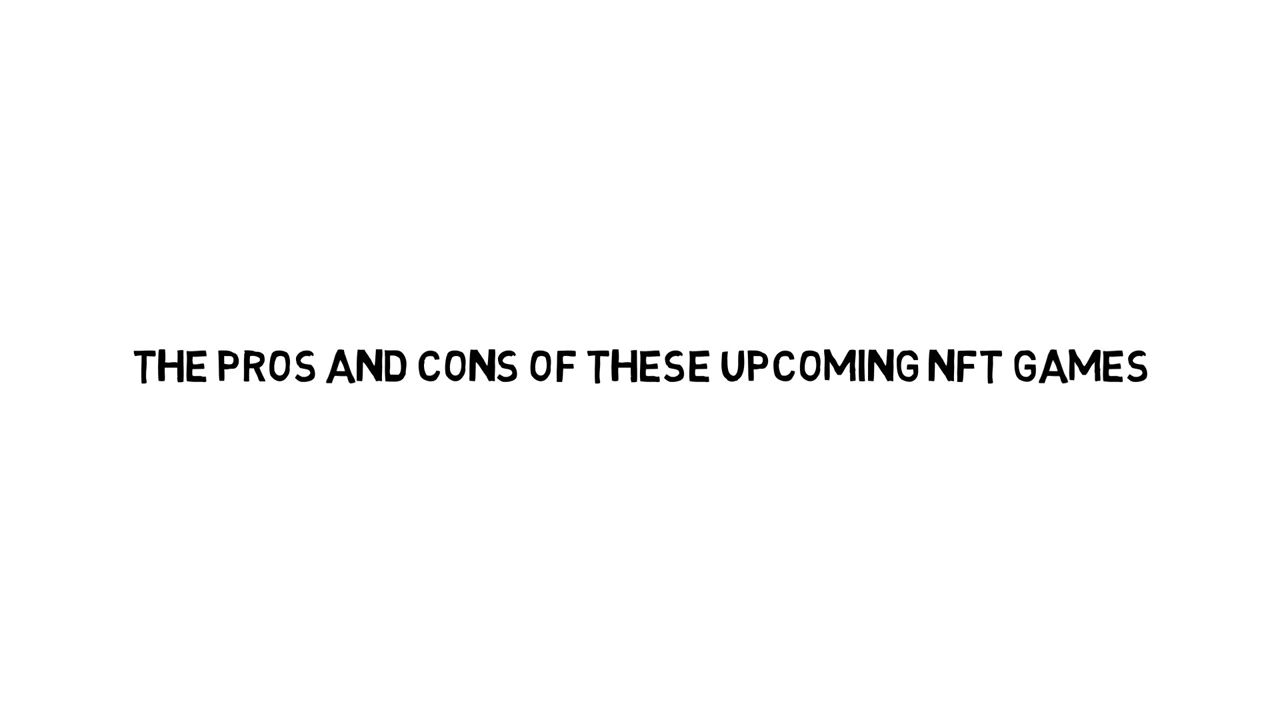 THE PROS AND CONS OF THESE UPCOMING NFT GAMES